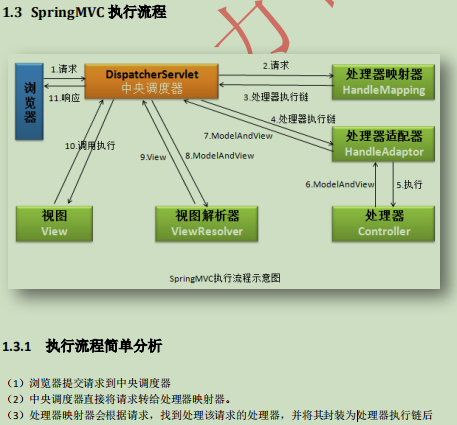 1.3 SpringMVC 执行流程
浏览器
1.请求
11.响应
DispatcherServlet
中央调度器
2.请求
3.处理器执行链
处理器映射器
HandleMapping
4.处理器执行链
7.ModelAndView
处理器适配器
HandleAdaptor
10.调用执行
9.View
8.ModelAndView
6.ModelAndView
5.执行
视图
View
视图解析器
ViewResolver
处理器
Controller
SpringMVC执行流程示意图
1.3.1 执行流程简单分析
（1）浏览器提交请求到中央调度器
（2）中央调度器直接将请求转给处理器映射器。
（3）处理器映射器会根据请求，找到处理该请求的处理器，并将其封装为处理器执行链后